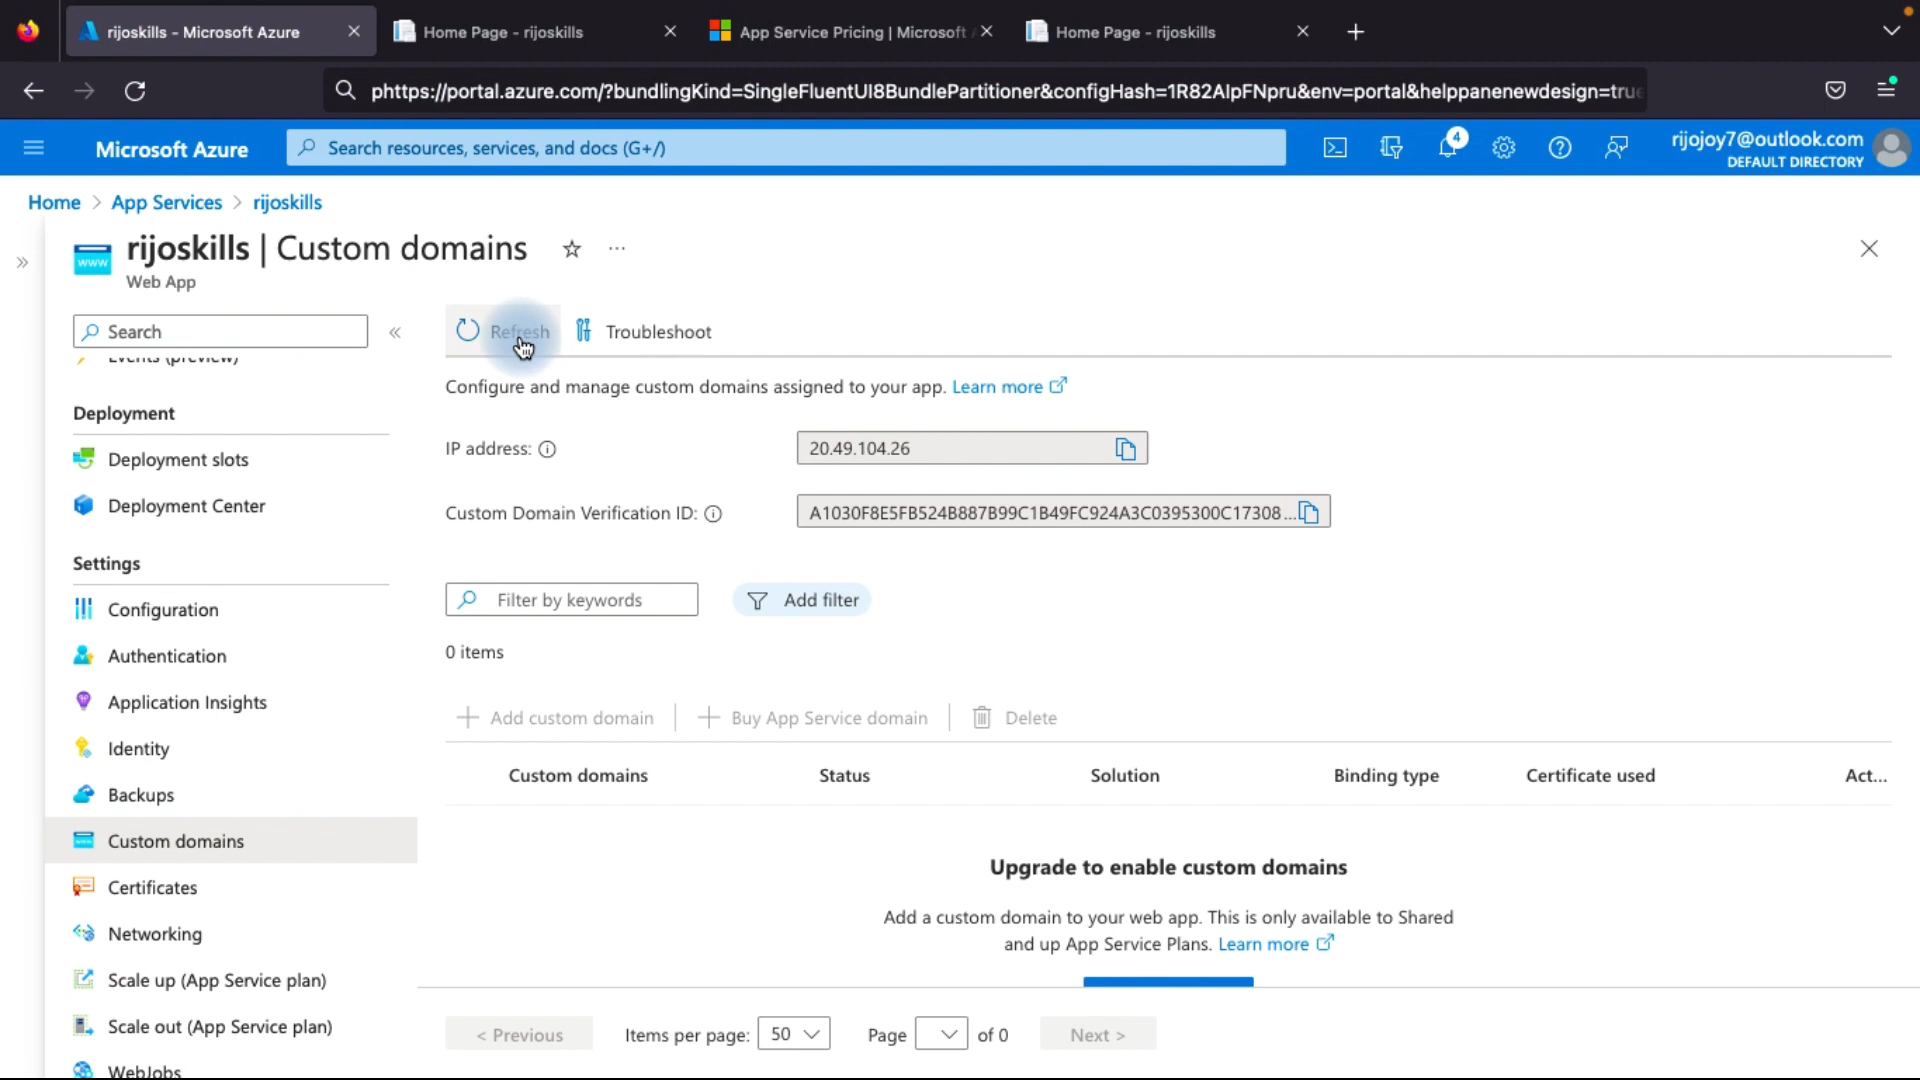 rijoskills - Microsoft Azure
Home Page - rijoskills
App Service Pricing | Microsoft A
Home Page - rijoskills
phttps://portal.azure.com/?bundlingKind=SingleFluentUI8BundlePartitioner&configHash=1R82AIpFNpru&env=portal&helppanenewdesign=true
Microsoft Azure
Search resources, services, and docs (G+/)
4
rijojoy7@outlook.com
DEFAULT DIRECTORY
Home > App Services > rijoskills
www
rijoskills | Custom domains
Web App
Search
Refresh
Troubleshoot
Events (preview)
Configure and manage custom domains assigned to your app. Learn more
Deployment
IP address:
20.49.104.26
Deployment slots
Deployment Center
Custom Domain Verification ID:
A1030F8E5FB524B887B99C1B49FC924A3C0395300C17308...
Settings
Configuration
Filter by keywords
Add filter
Authentication
0 items
Application Insights
Add custom domain
Buy App Service domain
Delete
Identity
Custom domains
Status
Solution
Binding type
Certificate used
Act...
Backups
Custom domains
Upgrade to enable custom domains
Certificates
Add a custom domain to your web app. This is only available to Shared
and up App Service Plans. Learn more
Networking
Scale up (App Service plan)
Scale out (App Service plan)
< Previous
Items per page:
50
Page
of 0
Next >
WebJobs